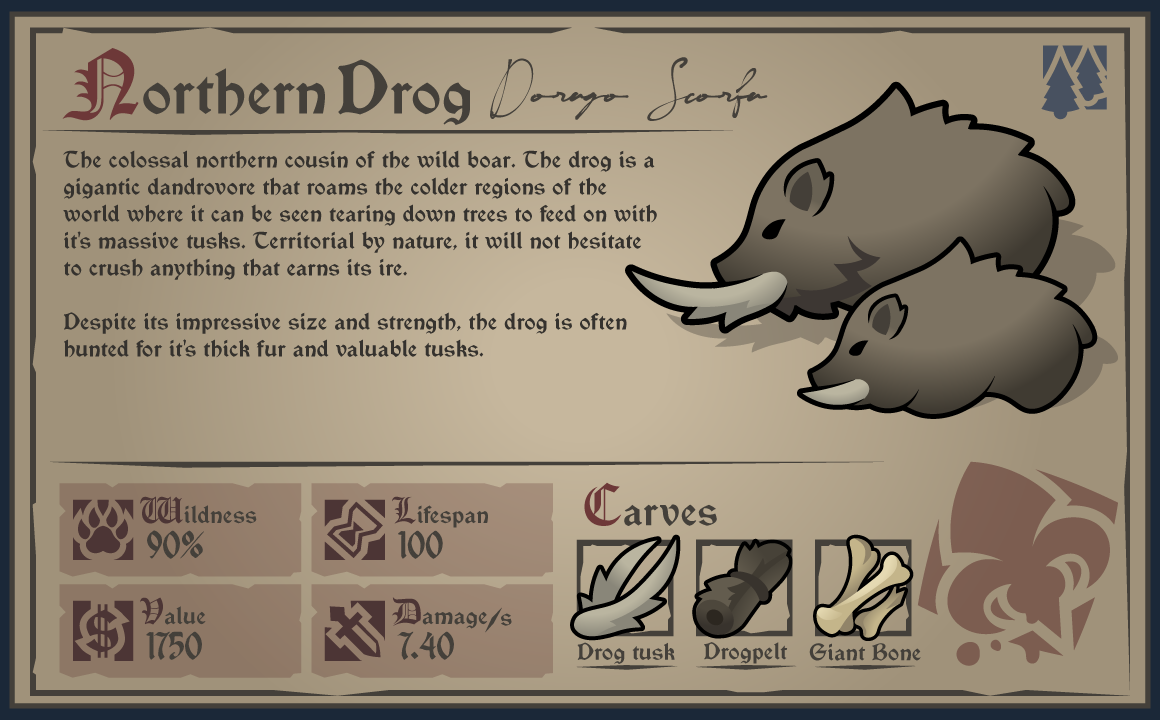 Northern Drog Dorago Scorfa
The colossal northern cousin of the wild boar. The drog is a
gigantic dandrovore that roams the colder regions of the
world where it can be seen tearing down trees to feed on with
it's massive tusks. Territorial by nature, it will not hesitate
to crush anything that earns its ire.
Despite its impressive size and strength, the drog is often
hunted for it's thick fur and valuable tusks.
Wildness
90%
Lifespan
100
Value
1750
Damage/s
7.40
Carves
Drog tusk
Drogpelt
Giant Bone